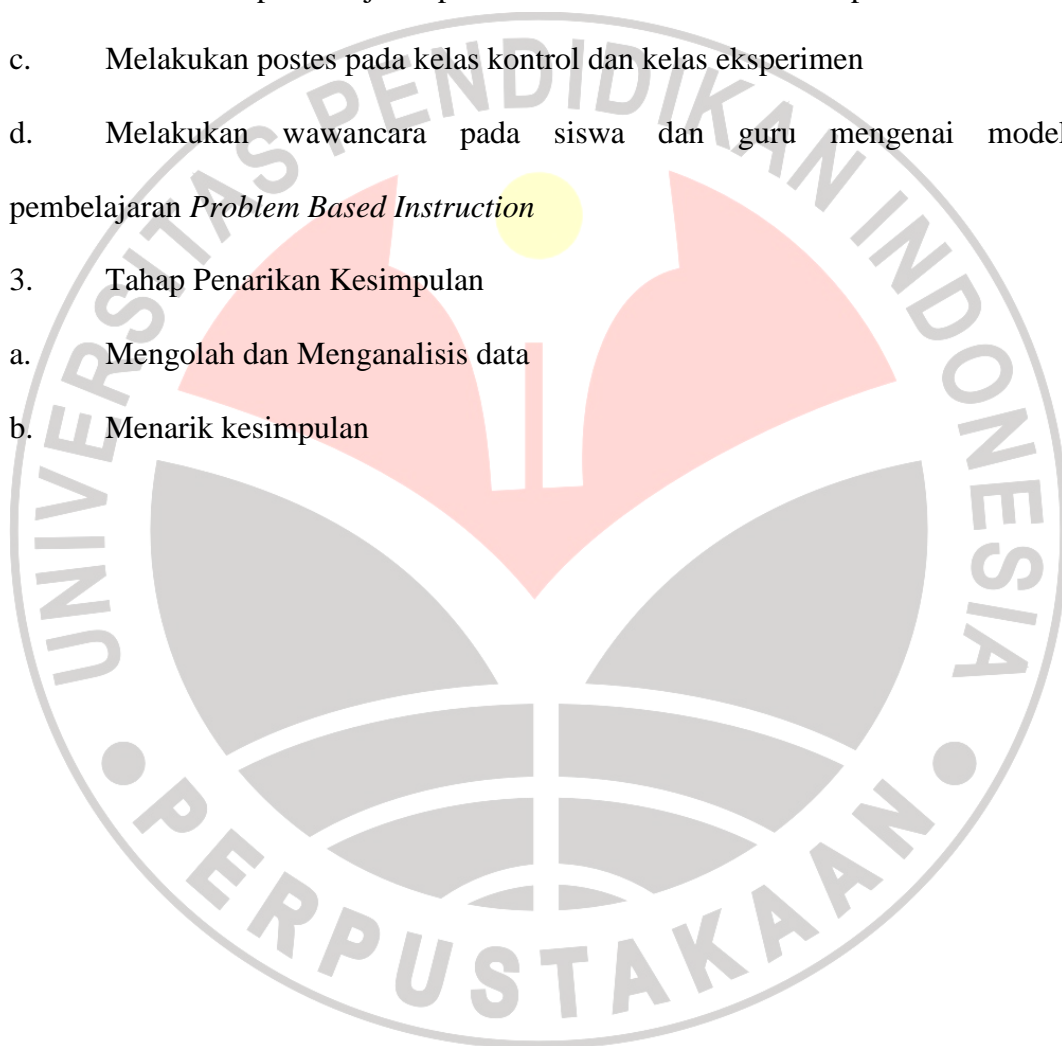 c. Melakukan postes pada kelas kontrol dan kelas eksperimen
d. Melakukan wawancara pada siswa dan guru mengenai model
pembelajaran Problem Based Instruction
3. Tahap Penarikan Kesimpulan
a. Mengolah dan Menganalisis data
b. Menarik kesimpulan
UNIVERSITAS PENDIDIKAN INDONESIA
PERPUSTAKAAN